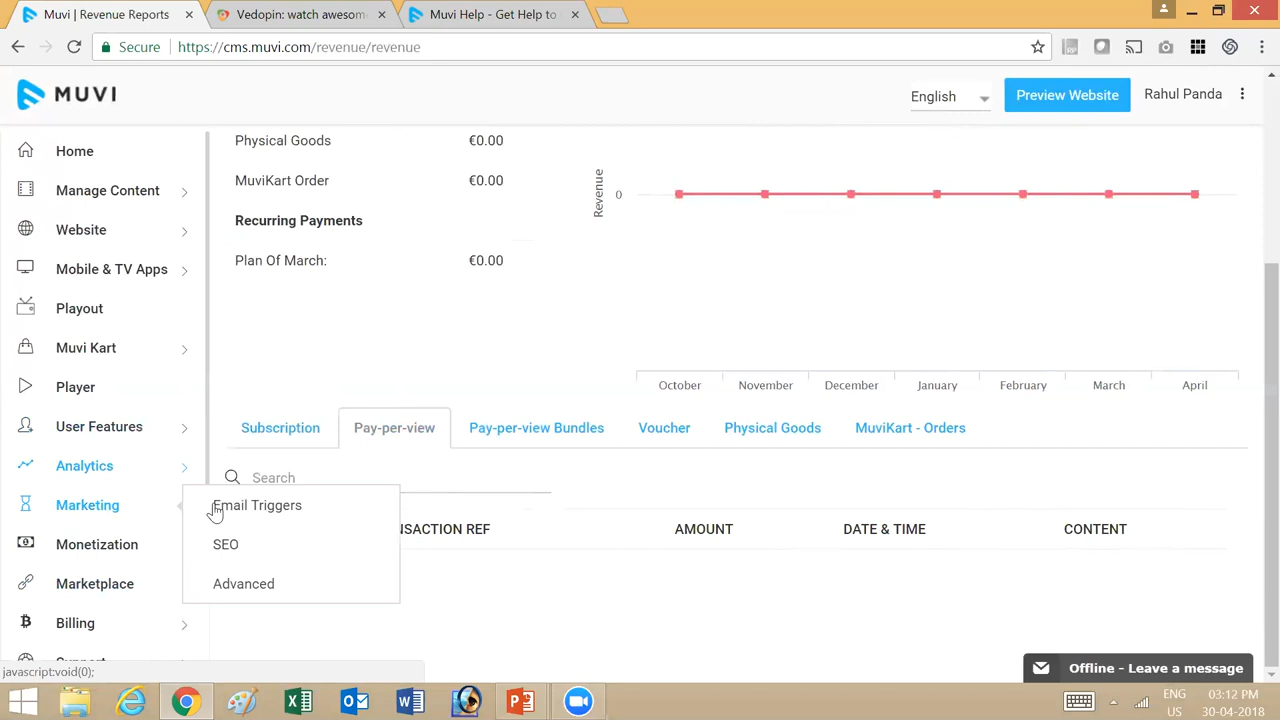 Muvi | Revenue Reports
Vedopin: watch awesom
Muvi Help - Get Help to
Secure
https://cms.muvi.com/revenue/revenue
MUVI
English
Preview Website
Rahul Panda
Home
Manage Content
Website
Mobile & TV Apps
Playout
Muvi Kart
Player
User Features
Analytics
Marketing
Monetization
Marketplace
Billing
Support
Email Triggers
SEO
Advanced
Physical Goods €0.00
MuviKart Order €0.00
Recurring Payments
Plan Of March: €0.00
Revenue
0
October November December January February March April
Subscription Pay-per-view Pay-per-view Bundles Voucher Physical Goods MuviKart - Orders
Search
NSACTION REF AMOUNT DATE & TIME CONTENT
javascript:void(0);
Offline - Leave a message
ENG
US
03:12 PM
30-04-2018